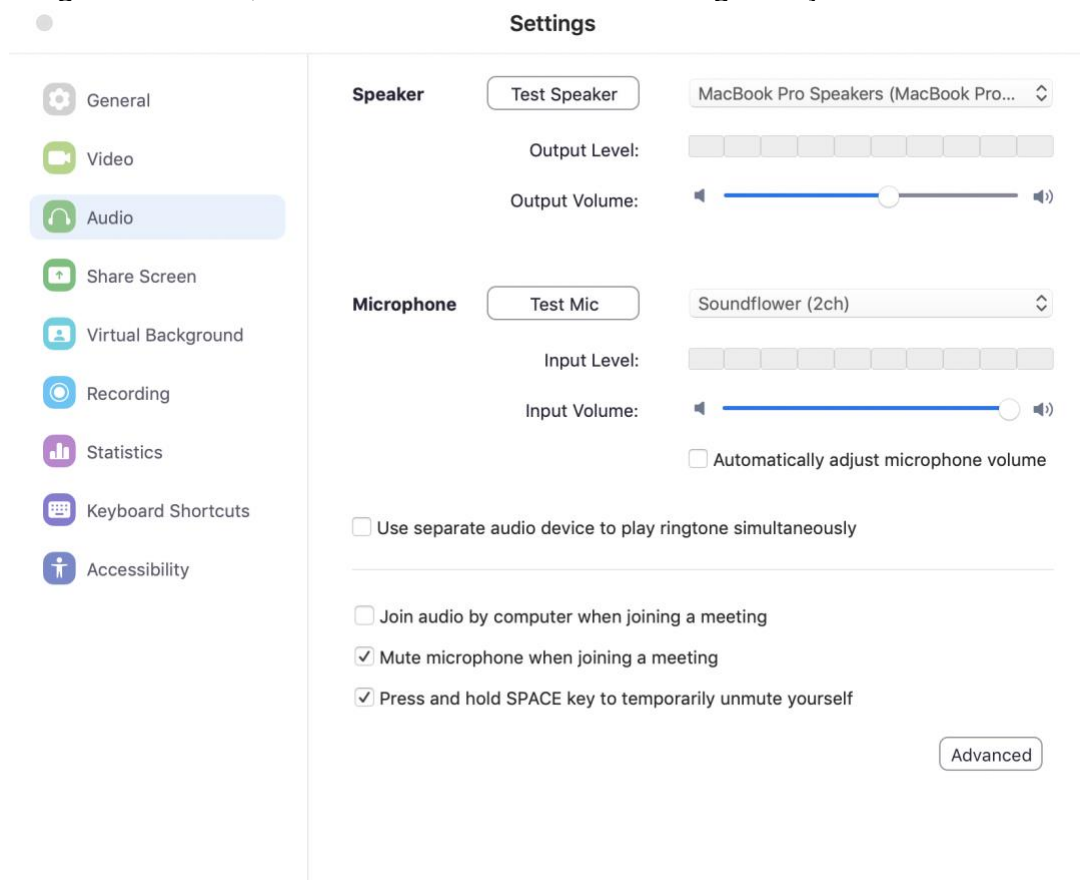 Settings
General
Video
Audio
Share Screen
Virtual Background
Recording
Statistics
Keyboard Shortcuts
Accessibility
Speaker
Test Speaker
MacBook Pro Speakers (MacBook Pro...
Output Level:
Output Volume:
Microphone
Test Mic
Soundflower (2ch)
Input Level:
Input Volume:
Automatically adjust microphone volume
Use separate audio device to play ringtone simultaneously
Join audio by computer when joining a meeting
Mute microphone when joining a meeting
Press and hold SPACE key to temporarily unmute yourself
Advanced